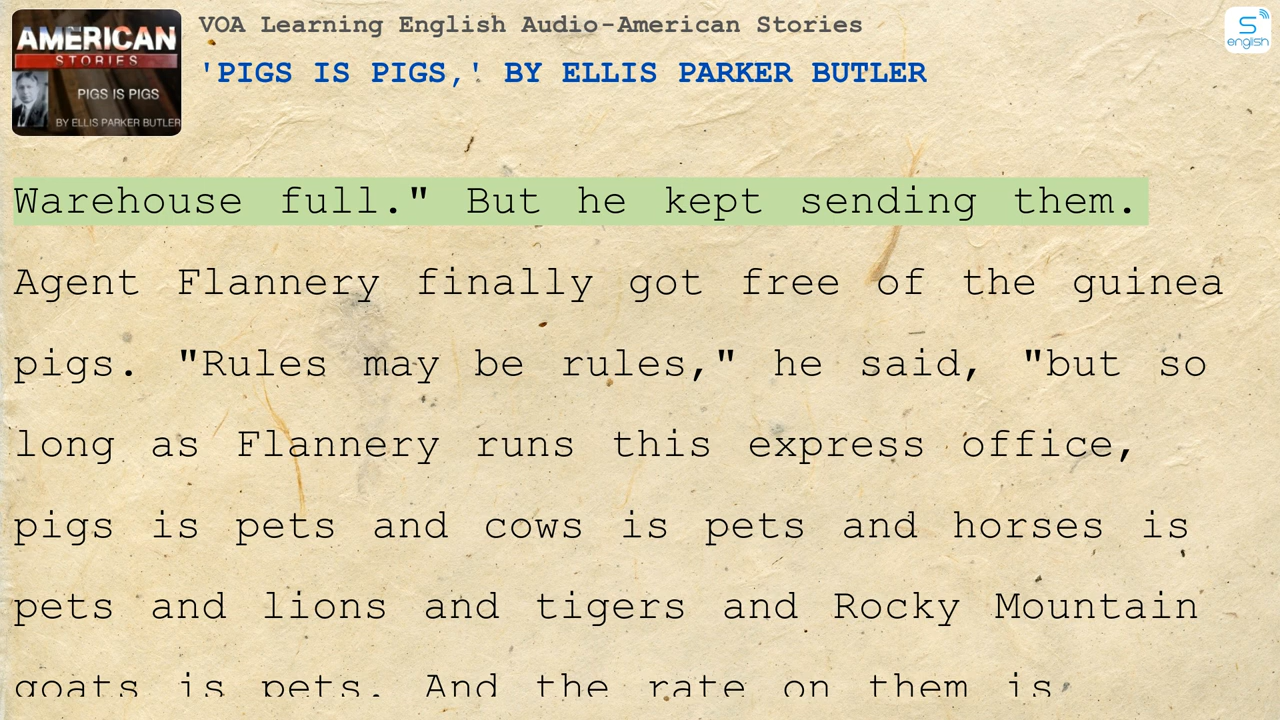 VOA Learning English Audio-American Stories
'PIGS IS PIGS,' BY ELLIS PARKER BUTLER
AMERICAN
STORIES
PIGS IS PIGS
BY ELLIS PARKER BUTLER
S
english
Warehouse full." But he kept sending them.
Agent Flannery finally got free of the guinea
pigs. "Rules may be rules," he said, "but so
long as Flannery runs this express office,
pigs is pets and cows is pets and horses is
pets and lions and tigers and Rocky Mountain
goats is pets. And the rate on them is